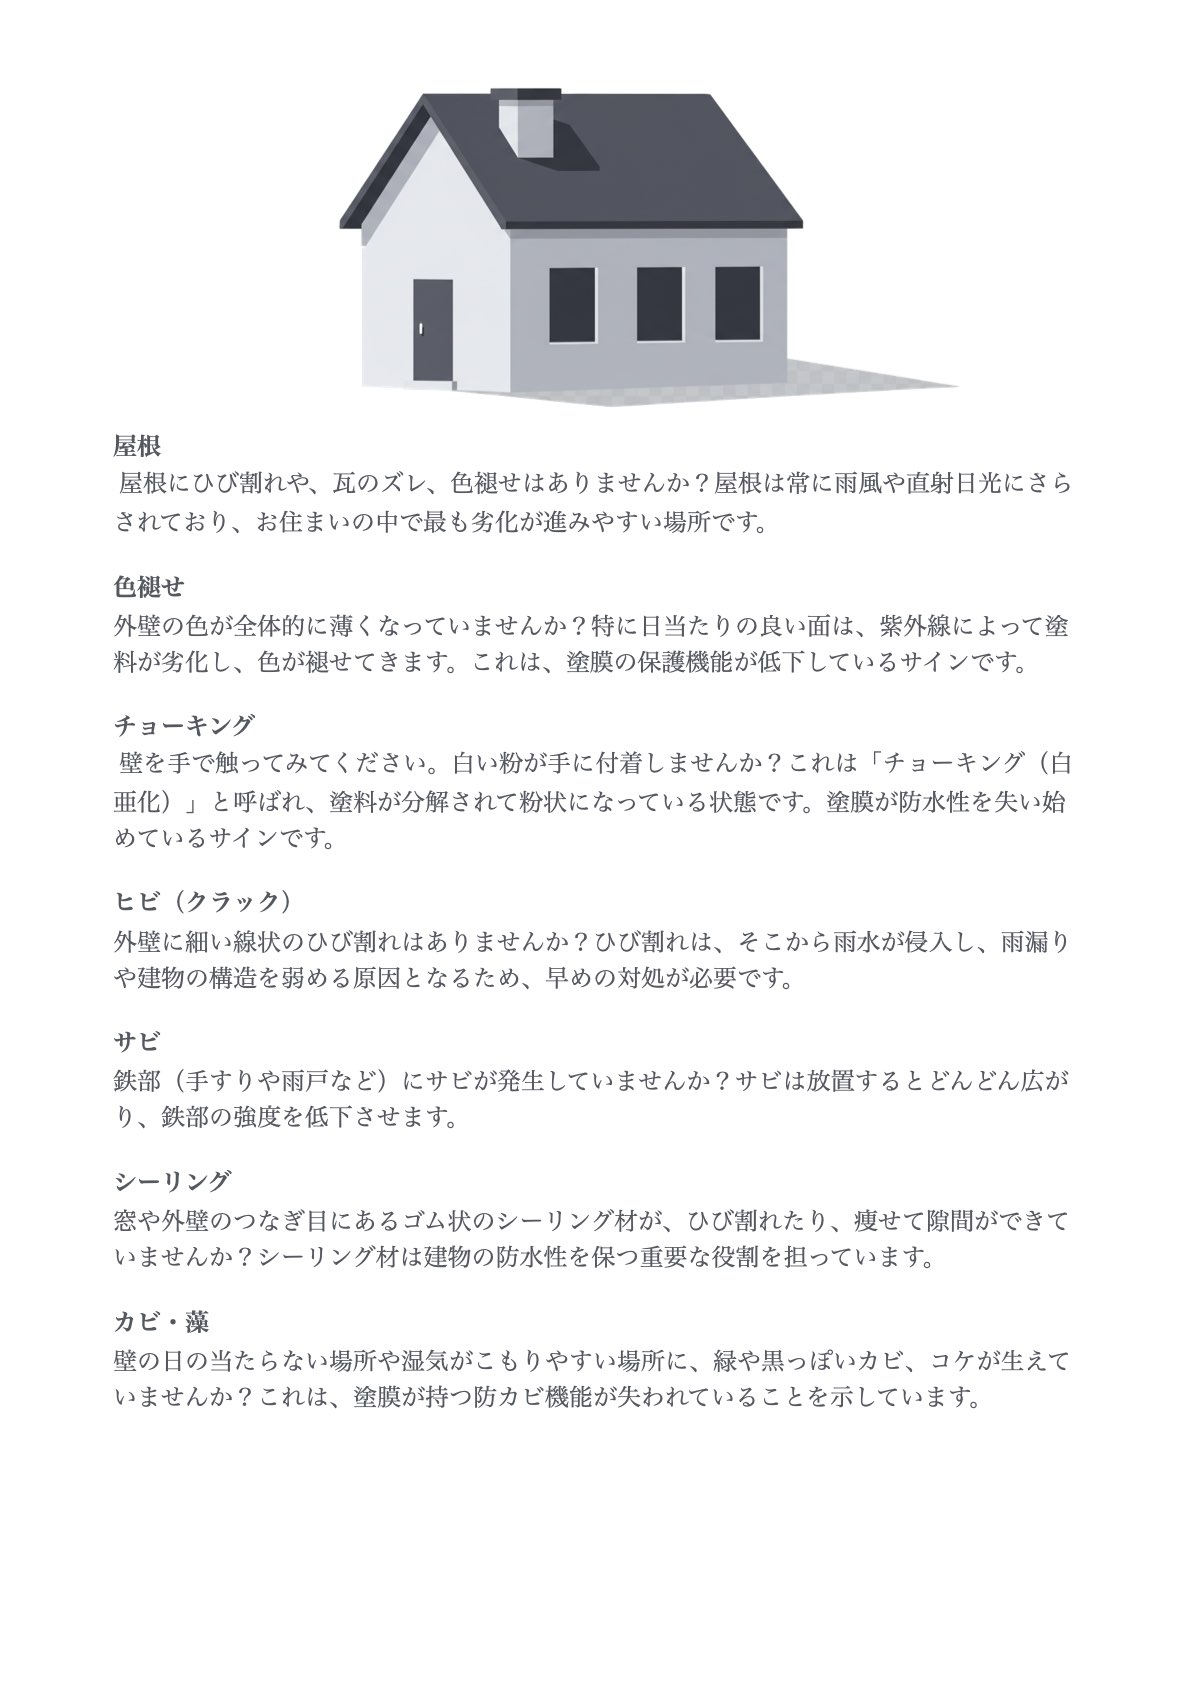 屋根
屋根にひび割れや、瓦のズレ、色褪せはありませんか？屋根は常に雨風や直射日光にさら
されており、お住まいの中で最も劣化が進みやすい場所です。
色褪せ
外壁の色が全体的に薄くなっていませんか？特に日当たりの良い面は、紫外線によって塗
料が劣化し、色が褪せてきます。これは、塗膜の保護機能が低下しているサインです。
チョーキング
壁を手で触ってみてください。白い粉が手に付着しませんか？これは「チョーキング（白
亜化）」と呼ばれ、塗料が分解されて粉状になっている状態です。塗膜が防水性を失い始
めているサインです。
ヒビ（クラック）
外壁に細い線状のひび割れはありませんか？ひび割れは、そこから雨水が侵入し、雨漏り
や建物の構造を弱める原因となるため、早めの対処が必要です。
サビ
鉄部（手すりや雨戸など）にサビが発生していませんか？サビは放置するとどんどん広が
り、鉄部の強度を低下させます。
シーリング
窓や外壁のつなぎ目にあるゴム状のシーリング材が、ひび割れたり、痩せて隙間ができて
いませんか？シーリング材は建物の防水性を保つ重要な役割を担っています。
カビ・藻
壁の日の当たらない場所や湿気がこもりやすい場所に、緑や黒っぽいカビ、コケが生えて
いませんか？これは、塗膜が持つ防カビ機能が失われていることを示しています。